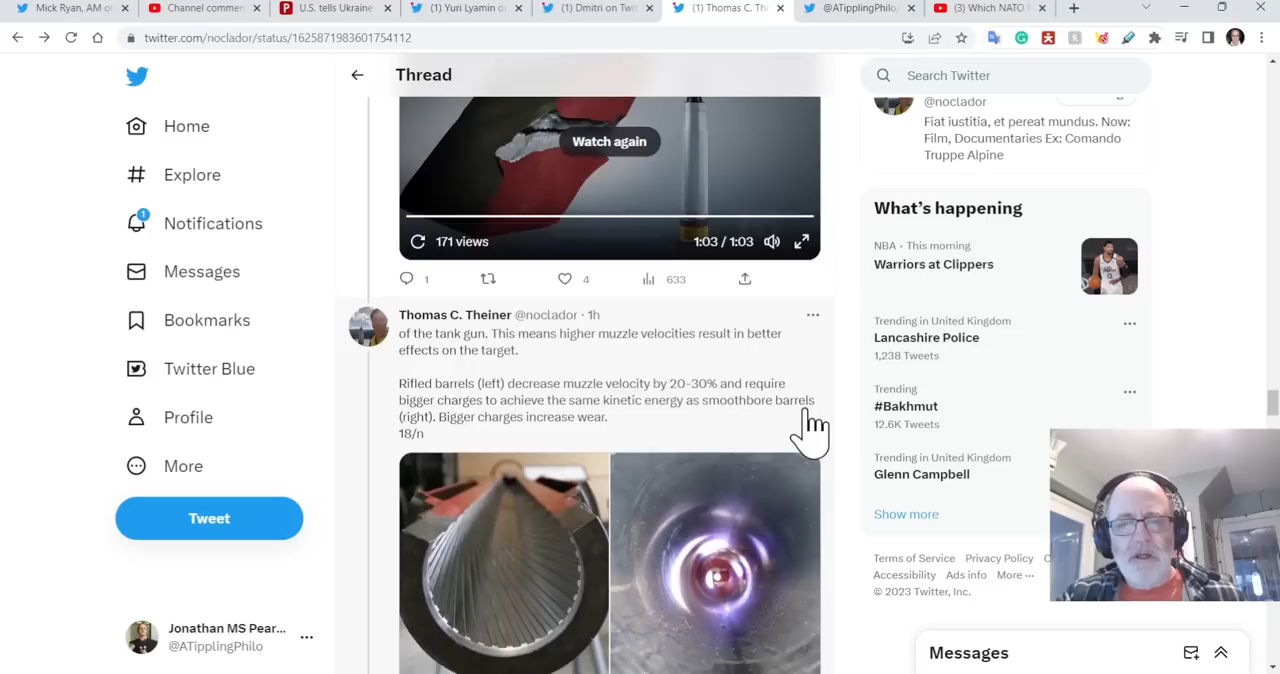 Mick Ryan, AM o
Channel commen
U.S. tells Ukraine
(1) Yuri Lyamin o
(1) Dmitri on Twi
(1) Thomas C. Th
@ATipplingPhilo
(3) Which NATO
twitter.com/noclador/status/1625871983601754112
Thread
Search Twitter
Home
Explore
1
Notifications
Messages
Bookmarks
Twitter Blue
Profile
More
Tweet
Jonathan MS Pear...
@ATipplingPhilo
Watch again
171 views
1:03 / 1:03
1
4
633
Thomas C. Theiner @noclador · 1h
of the tank gun. This means higher muzzle velocities result in better
effects on the target.
Rifled barrels (left) decrease muzzle velocity by 20-30% and require
bigger charges to achieve the same kinetic energy as smoothbore barrels
(right). Bigger charges increase wear.
18/n
@noclador
Fiat iustitia, et pereat mundus. Now:
Film, Documentaries Ex: Comando
Truppe Alpine
What's happening
NBA · This morning
Warriors at Clippers
Trending in United Kingdom
Lancashire Police
1,238 Tweets
Trending
#Bakhmut
12.6K Tweets
Trending in United Kingdom
Glenn Campbell
Show more
Terms of Service Privacy Policy C
Accessibility Ads info More ...
© 2023 Twitter, Inc.
Messages